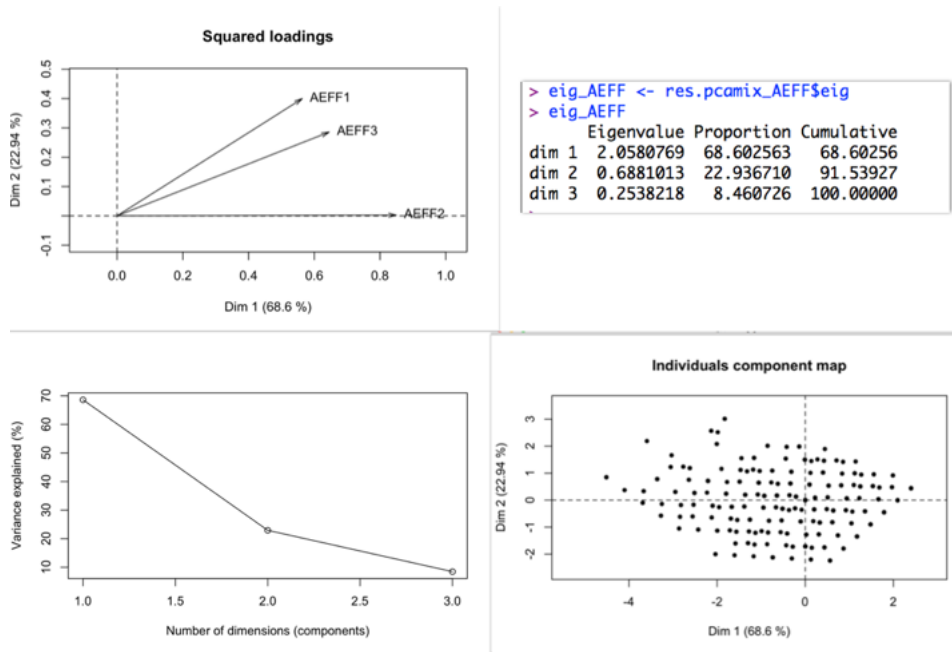 Squared loadings
Dim 2 (22.94 %)
0.5
0.4
0.3
0.2
0.1
0.0
-0.1
AEFF1
AEFF3
AEFF2
0.0 0.2 0.4 0.6 0.8 1.0
Dim 1 (68.6 %)
> eig_AEFF <- res.pcamix_AEFF$eig
> eig_AEFF
Eigenvalue Proportion Cumulative
dim 1 2.0580769 68.602563 68.60256
dim 2 0.6881013 22.936710 91.53927
dim 3 0.2538218 8.460726 100.00000
Variance explained (%)
70
60
50
40
30
20
10
1.0 1.5 2.0 2.5 3.0
Number of dimensions (components)
Individuals component map
Dim 2 (22.94 %)
3
2
1
0
-1
-2
-4 -2 0 2
Dim 1 (68.6 %)